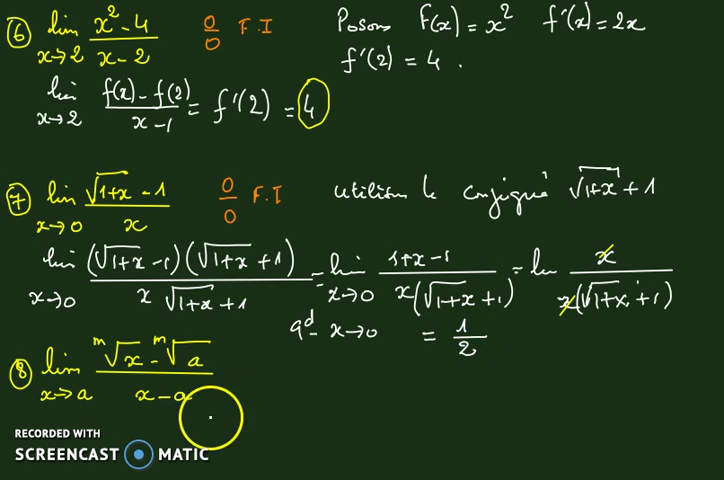 ⑥ lim x→2 (x² - 4)/(x - 2) 0/0 F.I Posons f(x) = x² f'(x) = 2x
f'(2) = 4 .
lim x→2 (f(x) - f(2))/(x - 1) = f'(2) = 4
⑦ lim x→0 (√(1+x) - 1)/x 0/0 F.I utilisons le conjugué √(1+x) + 1
lim x→0 ((√(1+x) - 1)(√(1+x) + 1))/(x √(1+x) + 1) = lim x→0 (1+x-1)/(x(√(1+x) + 1)) = lim x/(x(√(1+x) + 1))
qd x→0 = 1/2
⑧ lim x→a (ᵐ√x - ᵐ√a)/(x - a)
RECORDED WITH
SCREENCAST MATIC